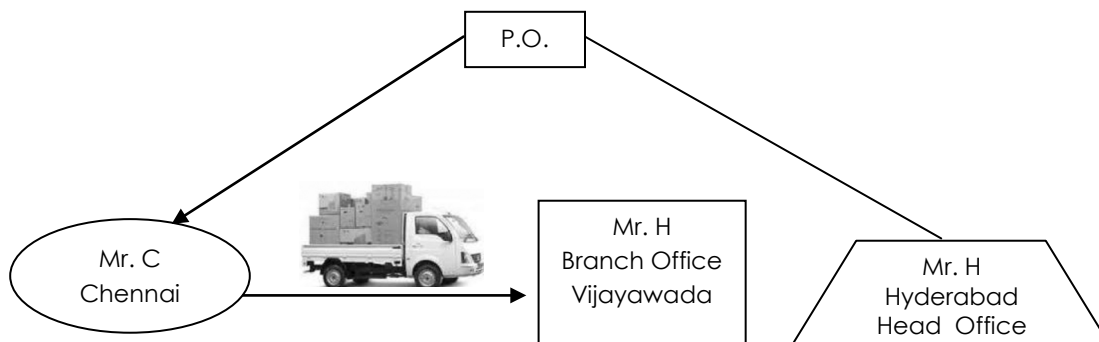 P.O.
Mr. C
Chennai
Mr. H
Branch Office
Vijayawada
Mr. H
Hyderabad
Head Office